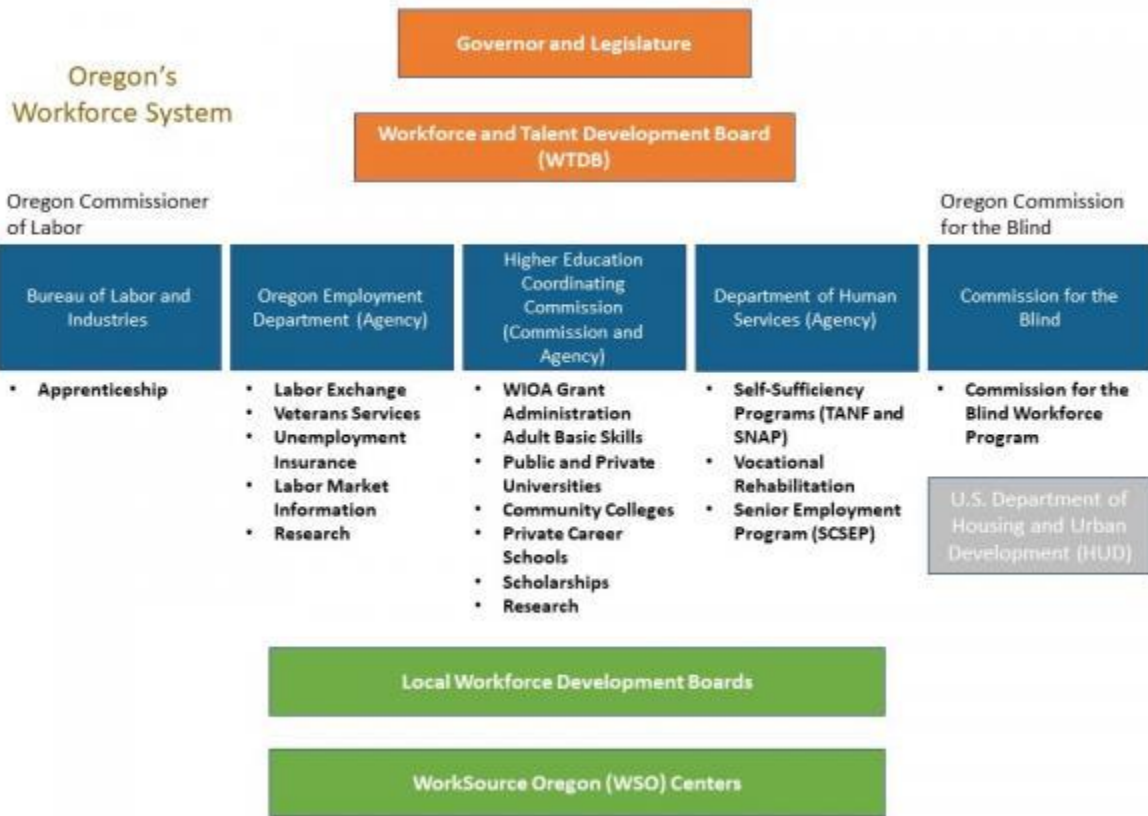 Governor and Legislature
Oregon's
Workforce System
Workforce and Talent Development Board
(WTDB)
Oregon Commissioner
of Labor
Oregon Commission
for the Blind
Bureau of Labor and
Industries
Oregon Employment
Department (Agency)
Higher Education
Coordinating
Commission
(Commission and
Agency)
Department of Human
Services (Agency)
Commission for the
Blind
• Apprenticeship
• Labor Exchange
• Veterans Services
• Unemployment
Insurance
• Labor Market
Information
• Research
• WIOA Grant
Administration
• Adult Basic Skills
• Public and Private
Universities
• Community Colleges
• Private Career
Schools
• Scholarships
• Research
• Self-Sufficiency
Programs (TANF and
SNAP)
• Vocational
Rehabilitation
• Senior Employment
Program (SCSEP)
• Commission for the
Blind Workforce
Program
U.S. Department of
Housing and Urban
Development (HUD)
Local Workforce Development Boards
WorkSource Oregon (WSO) Centers